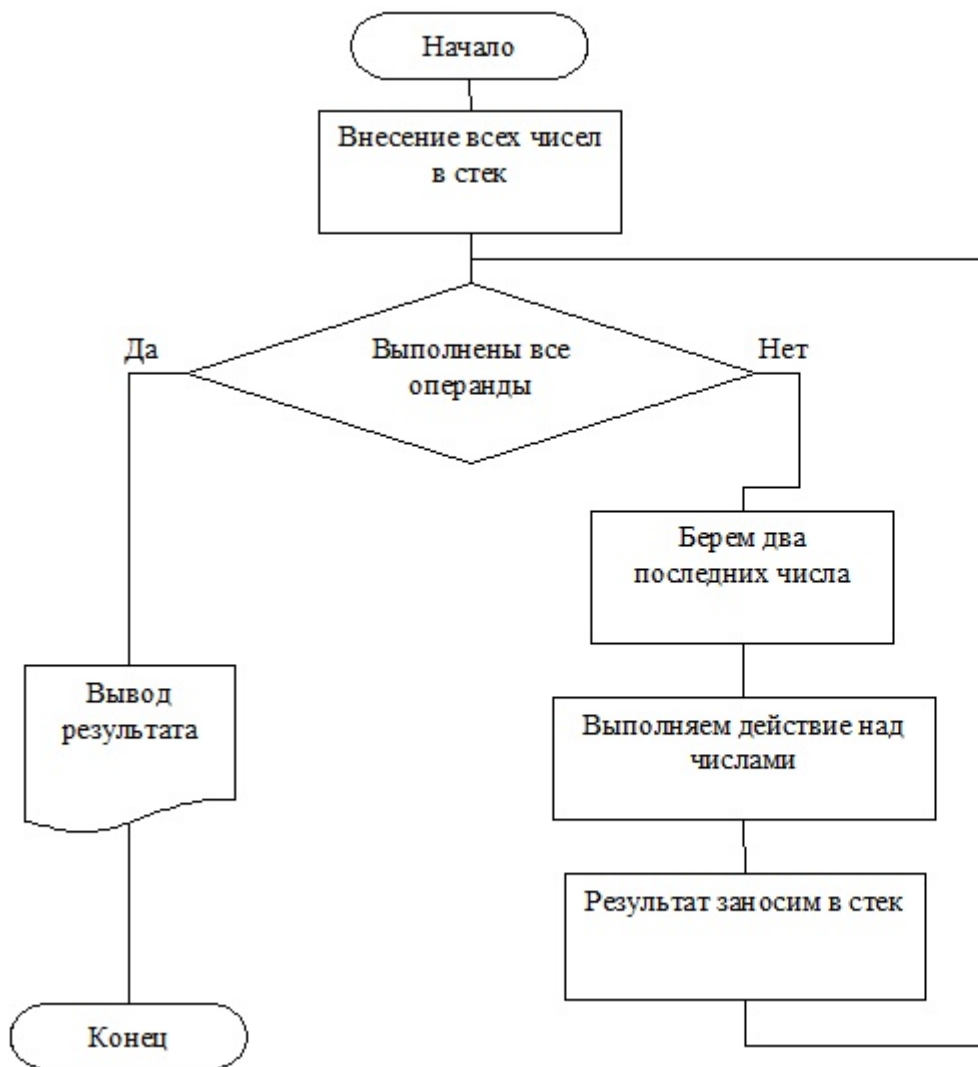 Начало
Внесение всех чисел
в стек
Да
Выполнены все
операнды
Нет
Берем два
последних числа
Вывод
результата
Выполняем действие над
числами
Результат заносим в стек
Конец